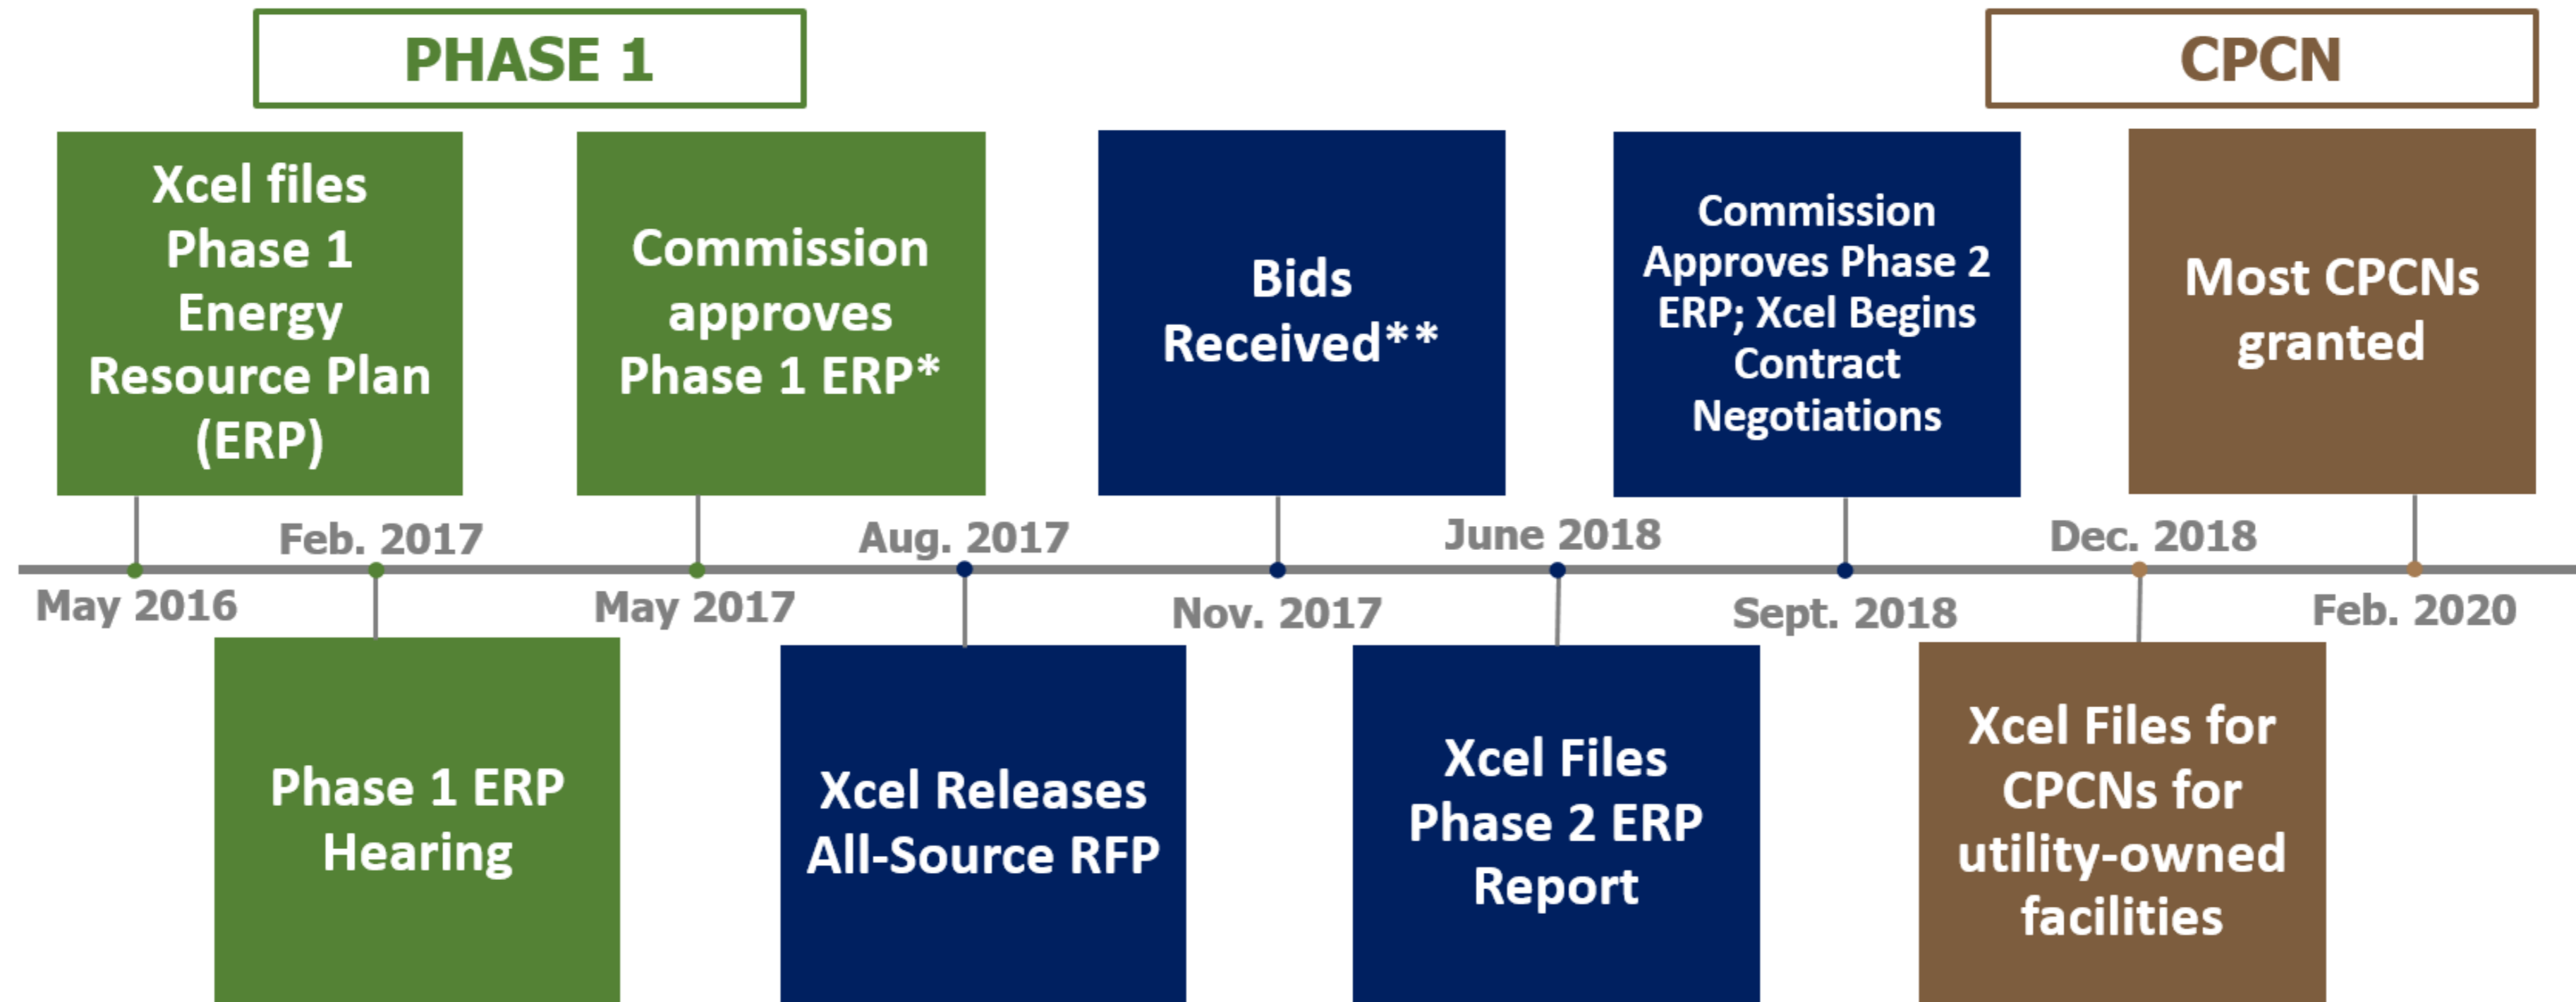 PHASE 1
CPCN
Xcel files
Phase 1
Energy
Resource Plan
(ERP)
Commission
approves
Phase 1 ERP*
Bids
Received**
Commission
Approves Phase 2
ERP; Xcel Begins
Contract
Negotiations
Most CPCNs
granted
Feb. 2017
Aug. 2017
June 2018
Dec. 2018
May 2016
May 2017
Nov. 2017
Sept. 2018
Feb. 2020
Phase 1 ERP
Hearing
Xcel Releases
All-Source RFP
Xcel Files
Phase 2 ERP
Report
Xcel Files for
CPCNs for
utility-owned
facilities